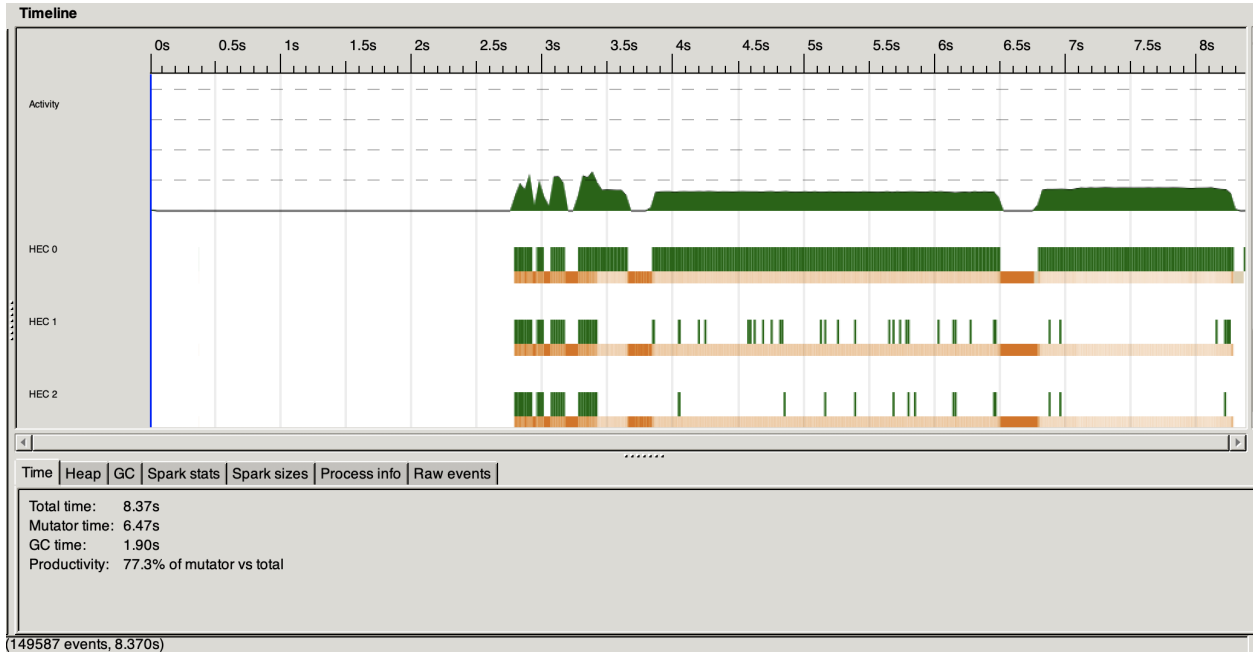 Timeline
0s 0.5s 1s 1.5s 2s 2.5s 3s 3.5s 4s 4.5s 5s 5.5s 6s 6.5s 7s 7.5s 8s
Activity
HEC 0
HEC 1
HEC 2
Time Heap GC Spark stats Spark sizes Process info Raw events
Total time: 8.37s
Mutator time: 6.47s
GC time: 1.90s
Productivity: 77.3% of mutator vs total
(149587 events, 8.370s)